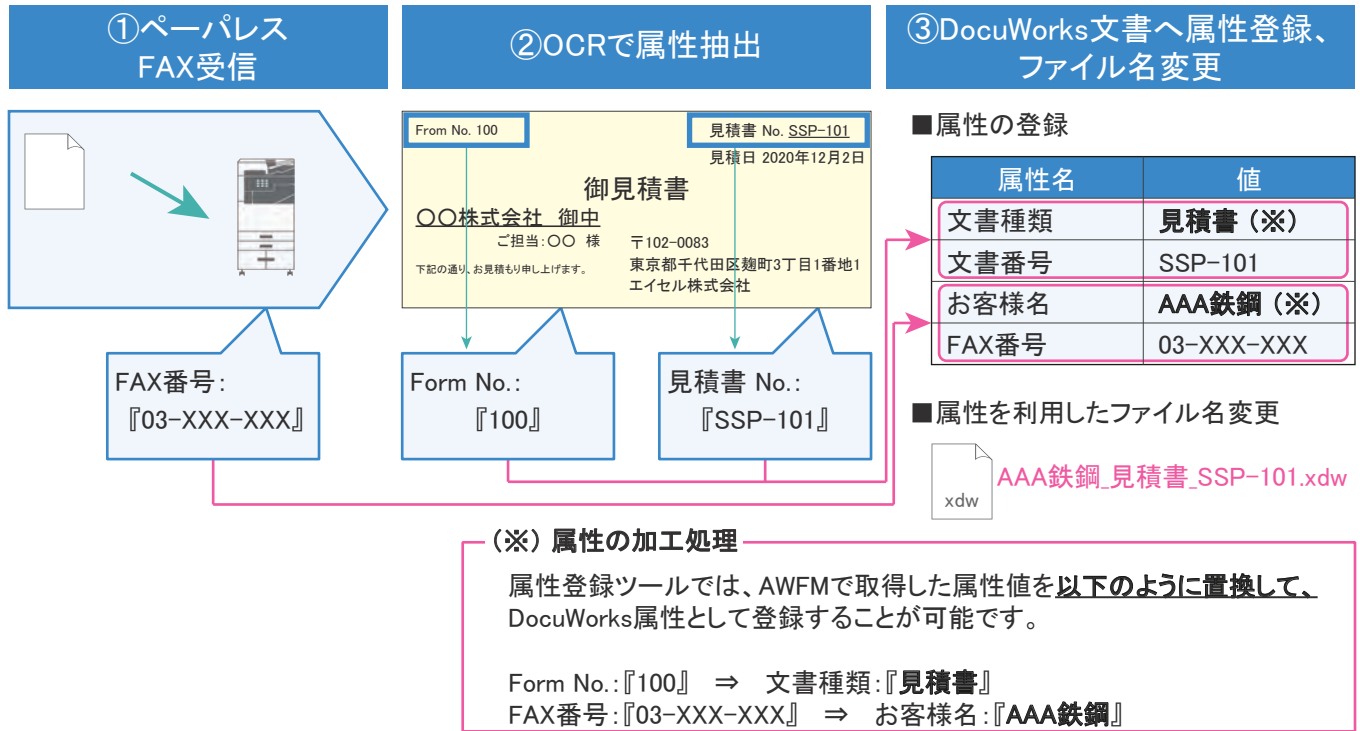 ①ペーパレス
FAX受信
②OCRで属性抽出
③DocuWorks文書へ属性登録、
ファイル名変更
From No. 100
見積書 No. SSP-101
見積日 2020年12月2日
御見積書
〇〇株式会社 御中
ご担当:〇〇 様
下記の通り、お見積もり申し上げます。
〒102-0083
東京都千代田区麹町3丁目1番地1
エイセル株式会社
FAX番号:
『03-XXX-XXX』
Form No.:
『100』
見積書 No.:
『SSP-101』
■属性の登録
属性名 値
文書種類 見積書（※）
文書番号 SSP-101
お客様名 AAA鉄鋼（※）
FAX番号 03-XXX-XXX
■属性を利用したファイル名変更
xdw
AAA鉄鋼_見積書_SSP-101.xdw
（※）属性の加工処理
属性登録ツールでは、AWFMで取得した属性値を以下のように置換して、
DocuWorks属性として登録することが可能です。
Form No.:『100』 ⇒ 文書種類:『見積書』
FAX番号:『03-XXX-XXX』 ⇒ お客様名:『AAA鉄鋼』